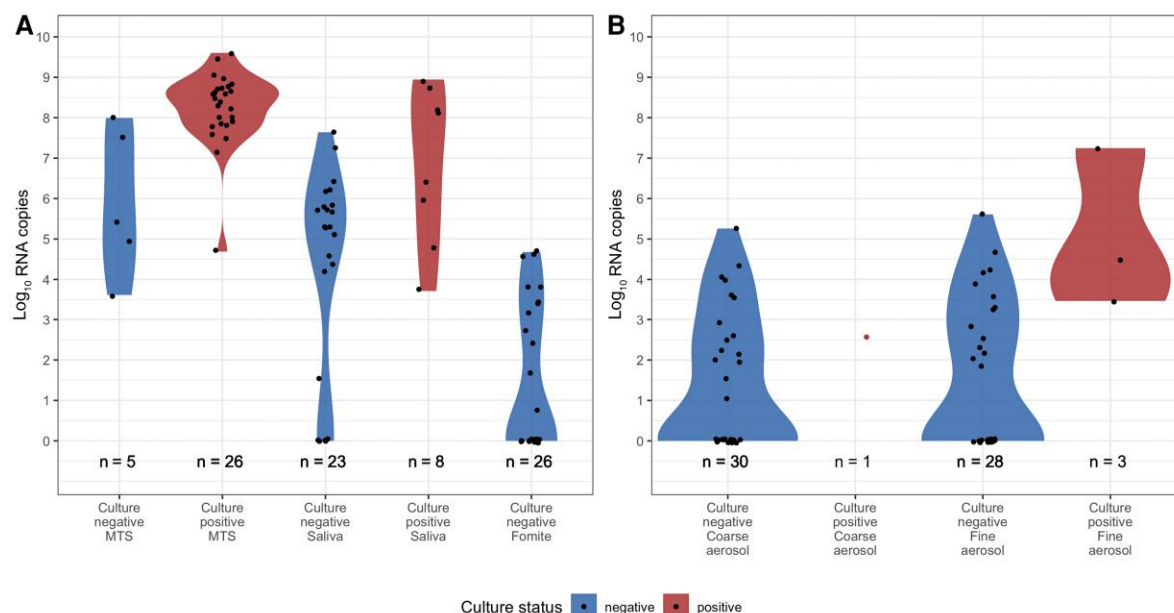 A
B
Log10 RNA copies
10
9
8
7
6
5
4
3
2
1
0
n = 5
n = 26
n = 23
n = 8
n = 26
Culture
negative
MTS
Culture
positive
MTS
Culture
negative
Saliva
Culture
positive
Saliva
Culture
negative
Fomite
Log10 RNA copies
10
9
8
7
6
5
4
3
2
1
0
n = 30
n = 1
n = 28
n = 3
Culture
negative
Coarse
aerosol
Culture
positive
Coarse
aerosol
Culture
negative
Fine
aerosol
Culture
positive
Fine
aerosol
Culture status negative positive